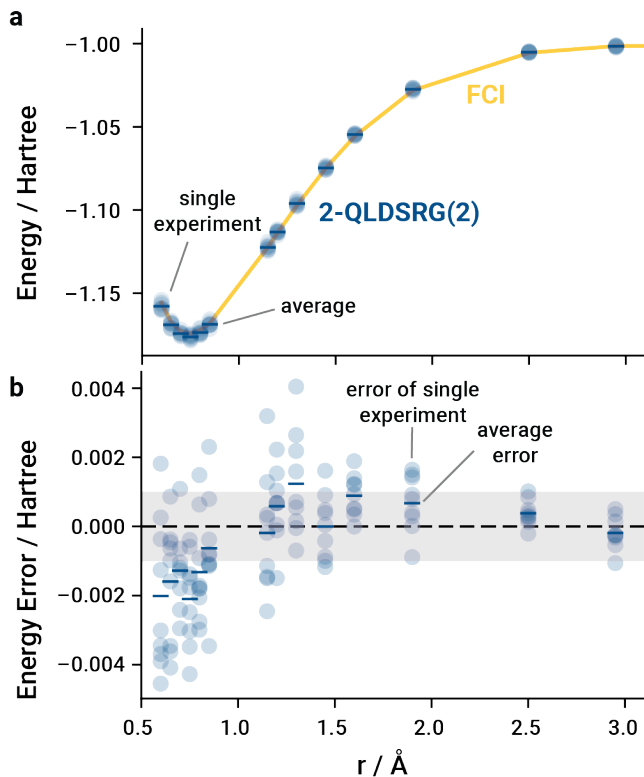 a
−1.00
−1.05
−1.10
−1.15
Energy / Hartree
FCI
2-QLDSRG(2)
single
experiment
average
b
0.004
0.002
0.000
−0.002
−0.004
Energy Error / Hartree
error of single
experiment
average
error
0.5
1.0
1.5
2.0
2.5
3.0
r / Å